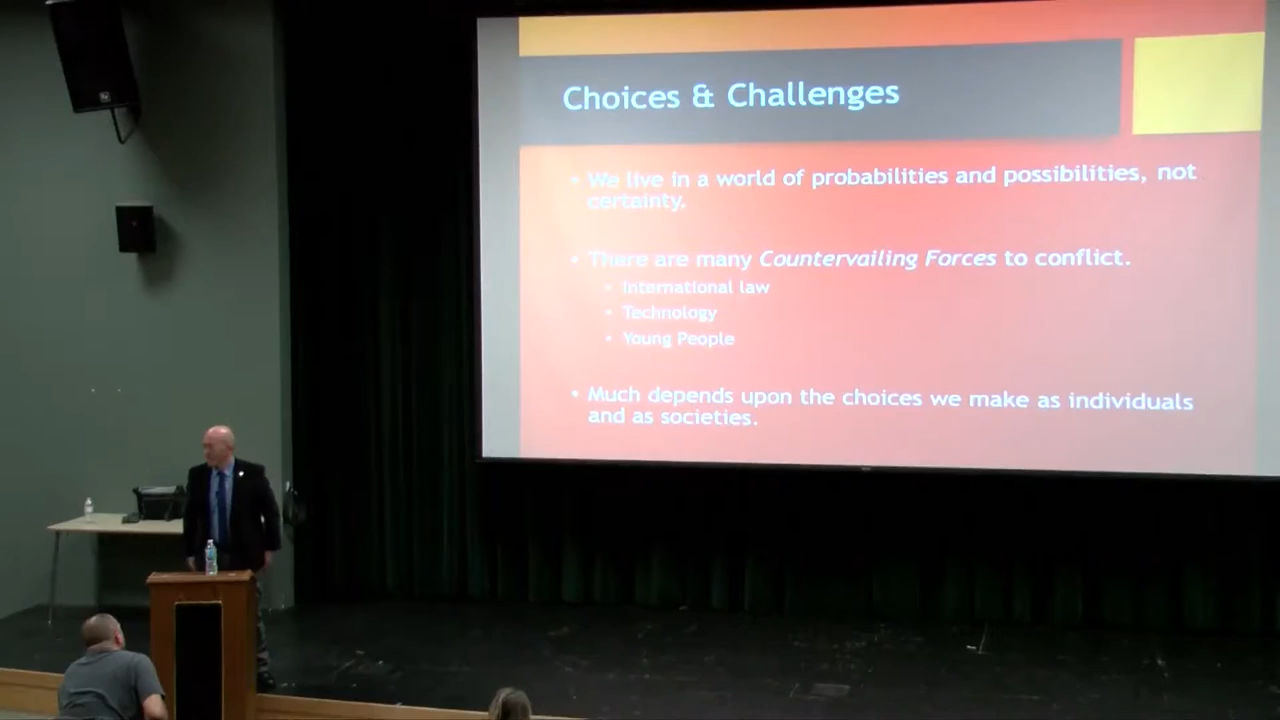 Choices & Challenges
• We live in a world of probabilities and possibilities, not
certainty.
• There are many Countervailing Forces to conflict.
• International law
• Technology
• Young People
• Much depends upon the choices we make as individuals
and as societies.